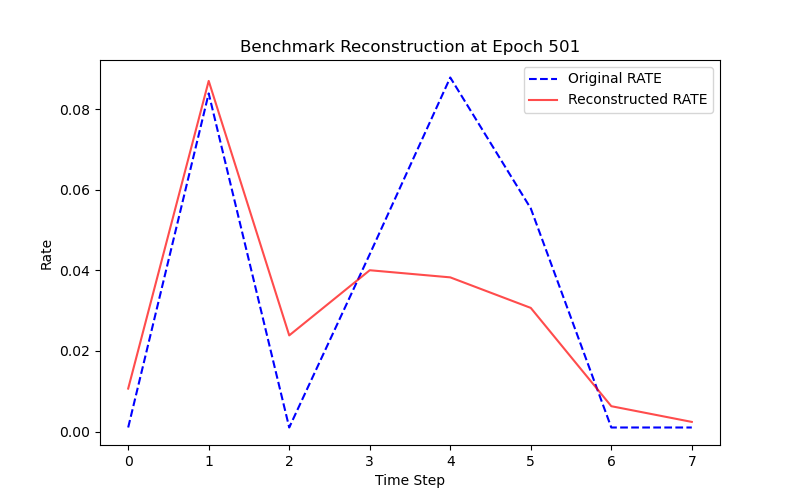 Benchmark Reconstruction at Epoch 501
Original RATE
Reconstructed RATE
Rate
0.08
0.06
0.04
0.02
0.00
0 1 2 3 4 5 6 7
Time Step